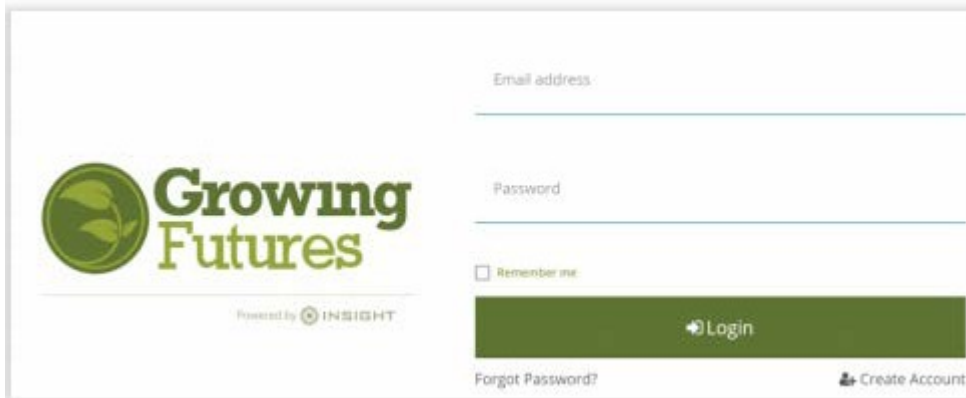 Growing
Futures
Powered by INSIGHT
Email address
Password
Remember me
Login
Forgot Password?
Create Account